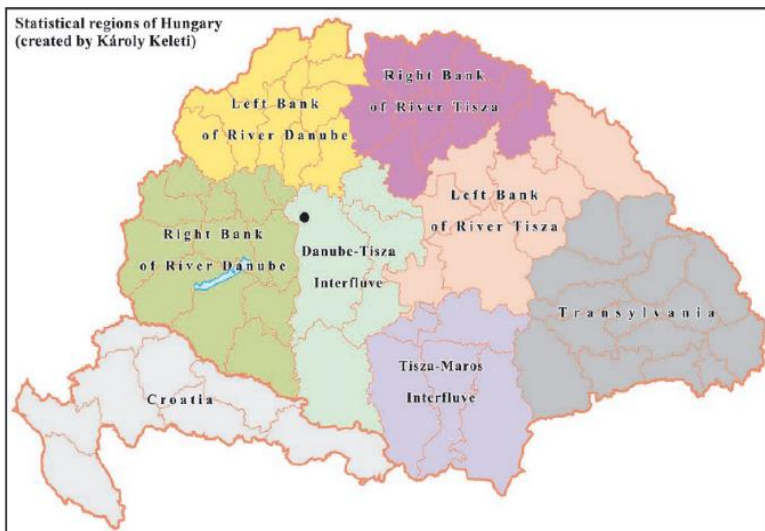 Statistical regions of Hungary
(created by Károly Keleti)
Right Bank
of River Tisza
Left Bank
of River Danube
Left Bank
of River Tisza
Right Bank
of River Danube
Danube-Tisza
Interfluve
Transylvania
Tisza-Maros
Interfluve
Croatia